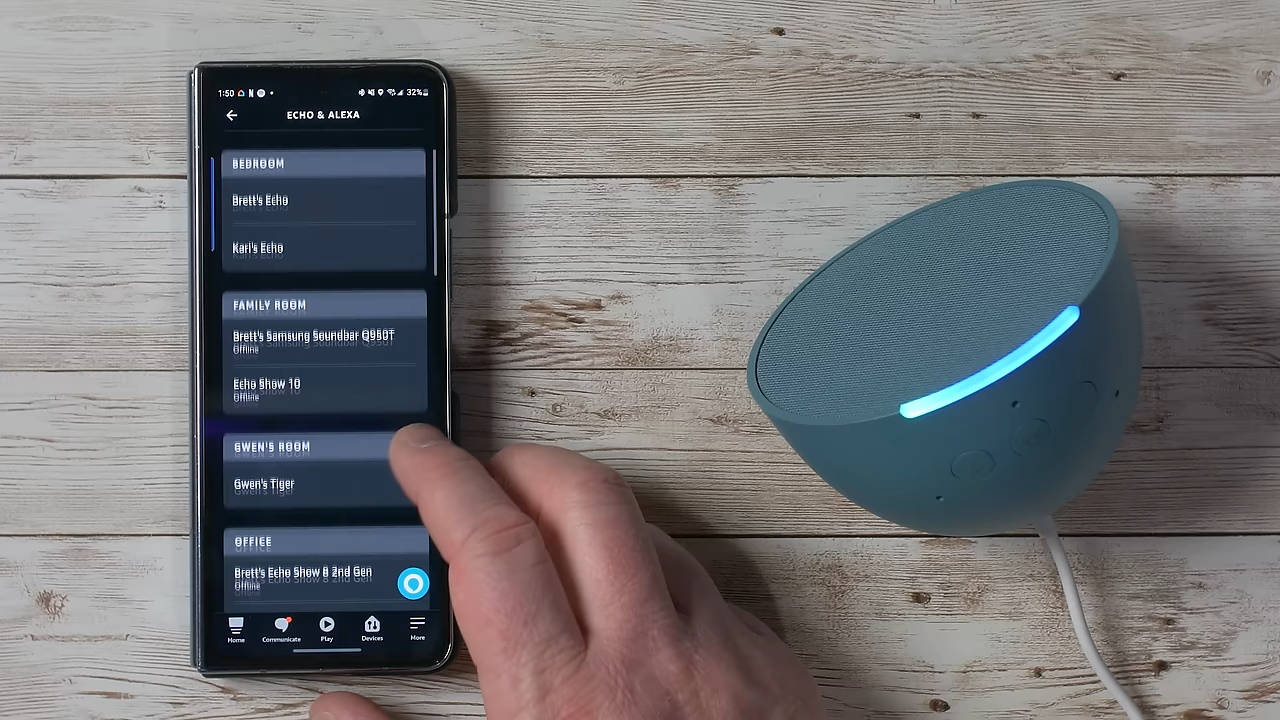 1:50 N 32%
ECHO & ALEXA
BEDROOM
Brett's Echo
Karl's Echo
FAMILY ROOM
Brett's Samsung Soundbar Q950T
Offline
Echo Show 10
Offline
GWEN'S ROOM
Gwen's Tiger
OFFICE
Brett's Echo Show 8 2nd Gen
Offline
Home Communicate Play Devices More